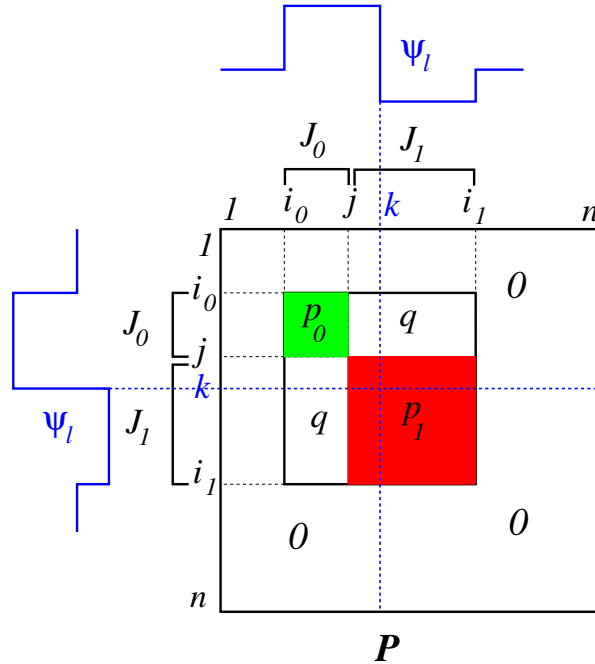 Ψ_l
J_0 J_1
1 i_0 j k i_1 n
1
i_0 p_0 q 0
J_0
j
k
Ψ_l J_1 q p_1
i_1
0 0
n
P